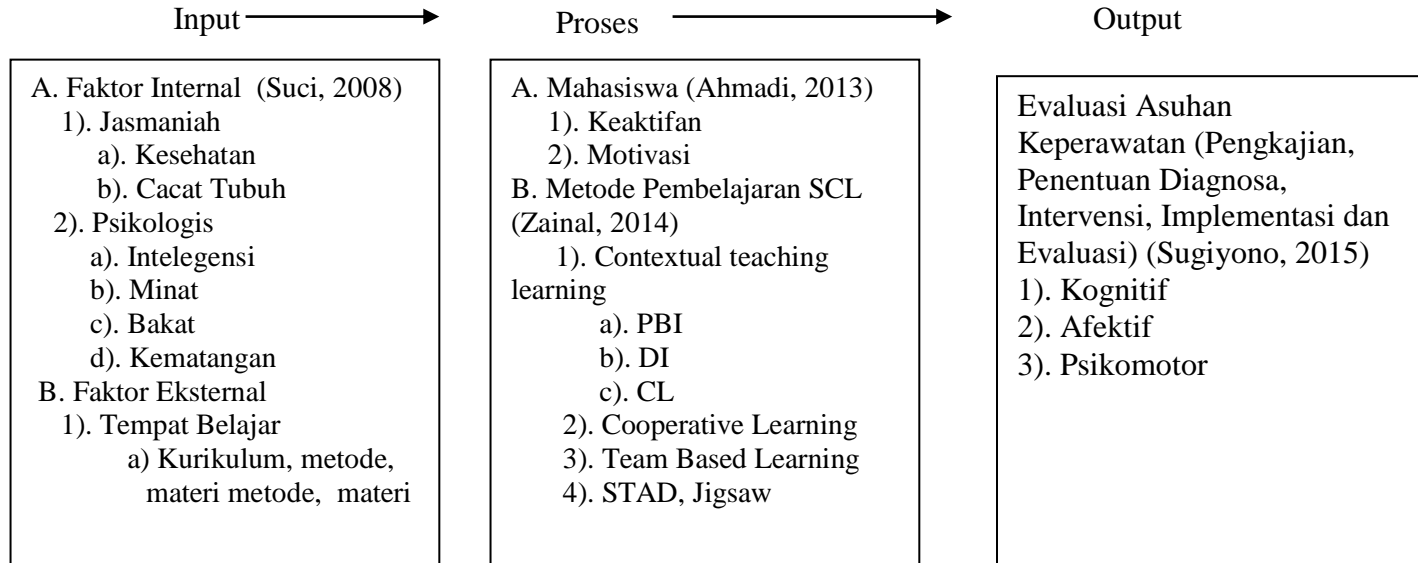 Input
Proses
Output
A. Faktor Internal (Suci, 2008)
1). Jasmaniah
a). Kesehatan
b). Cacat Tubuh
2). Psikologis
a). Intelegensi
b). Minat
c). Bakat
d). Kematangan
B. Faktor Eksternal
1). Tempat Belajar
a) Kurikulum, metode,
materi metode, materi
A. Mahasiswa (Ahmadi, 2013)
1). Keaktifan
2). Motivasi
B. Metode Pembelajaran SCL
(Zainal, 2014)
1). Contextual teaching
learning
a). PBI
b). DI
c). CL
2). Cooperative Learning
3). Team Based Learning
4). STAD, Jigsaw
Evaluasi Asuhan
Keperawatan (Pengkajian,
Penentuan Diagnosa,
Intervensi, Implementasi dan
Evaluasi) (Sugiyono, 2015)
1). Kognitif
2). Afektif
3). Psikomotor